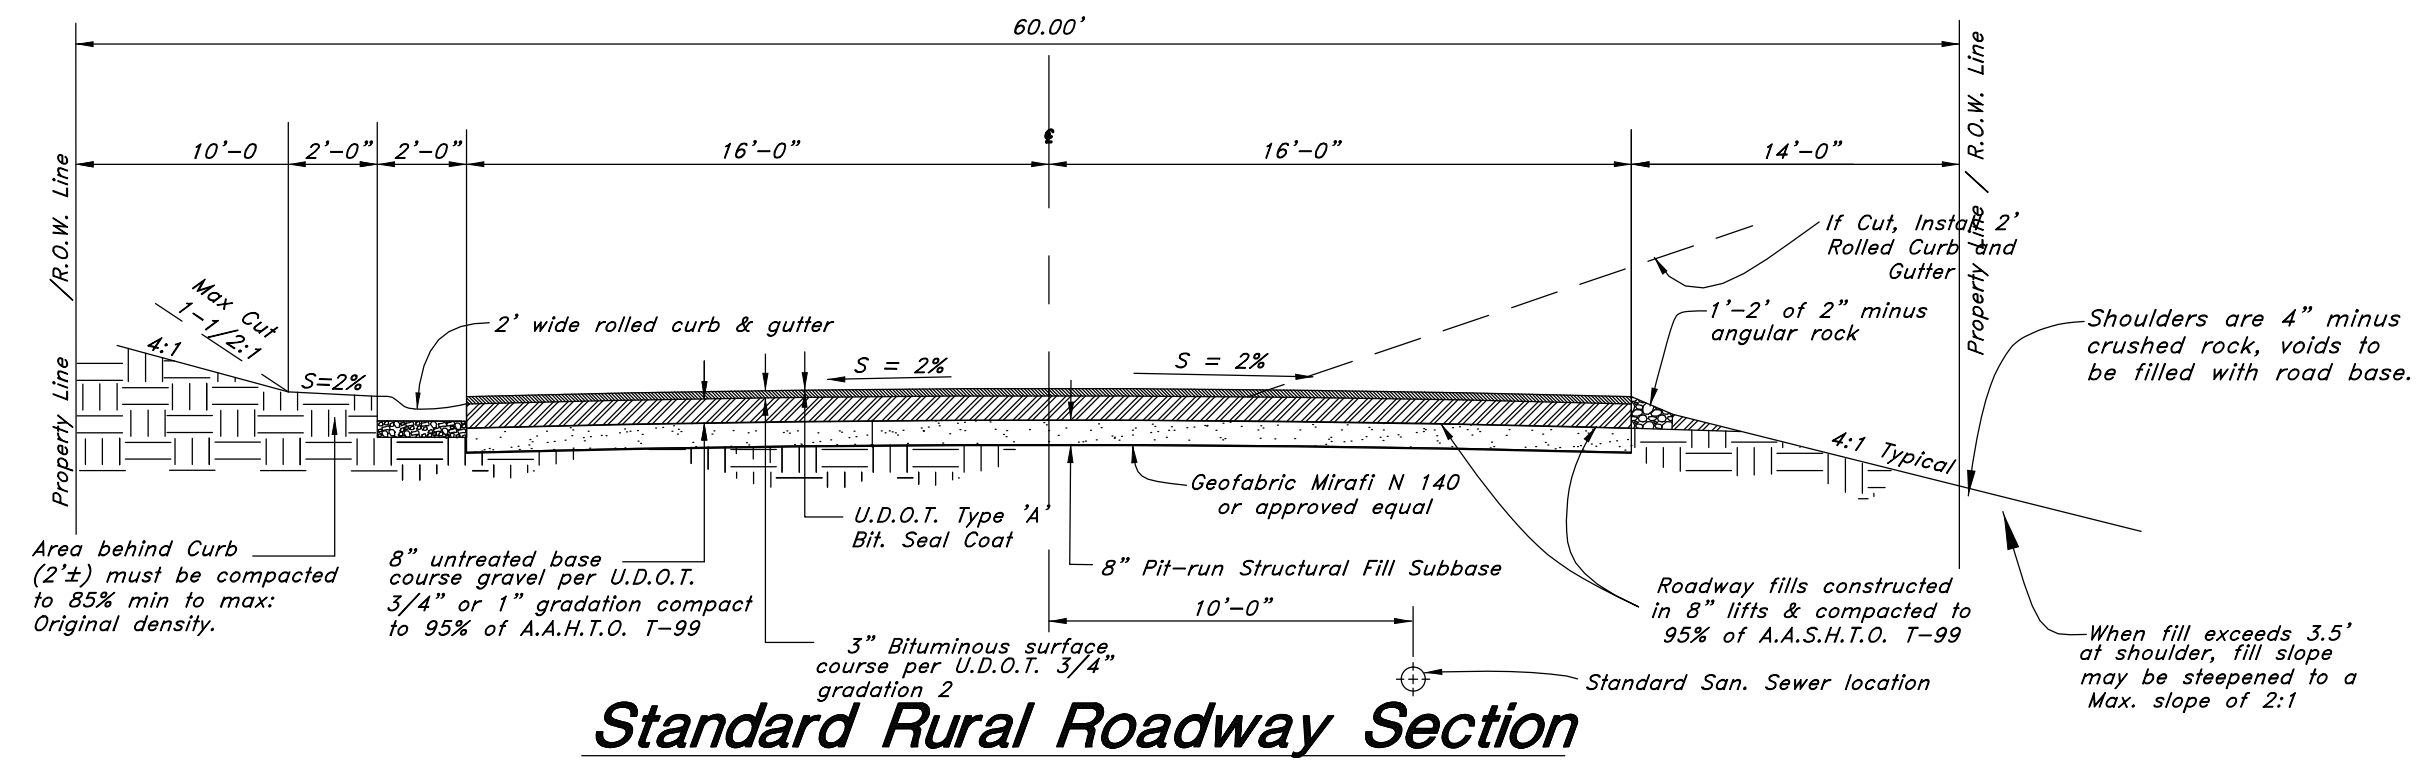 60.00'
10'-0
2'-0"
2'-0"
16'-0"
℄
16'-0"
14'-0"
Property Line /R.O.W. Line
Property Line / R.O.W. Line
If Cut, Install 2'
Rolled Curb and
Gutter
Max Cut
1-1/2:1
4:1
S=2%
2' wide rolled curb & gutter
S = 2%
S = 2%
1'-2' of 2" minus
angular rock
Shoulders are 4" minus
crushed rock, voids to
be filled with road base.
4:1 Typical
Geofabric Mirafi N 140
or approved equal
U.D.O.T. Type 'A'
Bit. Seal Coat
Area behind Curb
(2'±) must be compacted
to 85% min to max:
Original density.
8" untreated base
course gravel per U.D.O.T.
3/4" or 1" gradation compact
to 95% of A.A.H.T.O. T-99
8" Pit-run Structural Fill Subbase
10'-0"
Roadway fills constructed
in 8" lifts & compacted to
95% of A.A.S.H.T.O. T-99
3" Bituminous surface
course per U.D.O.T. 3/4"
gradation 2
Standard San. Sewer location
When fill exceeds 3.5'
at shoulder, fill slope
may be steepened to a
Max. slope of 2:1
Standard Rural Roadway Section